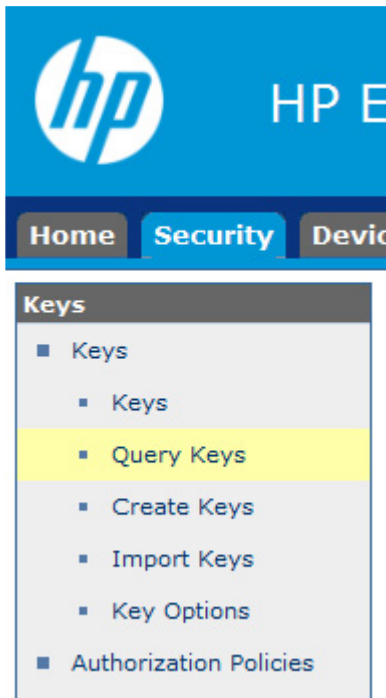 hp
HP E
Home Security Devic
Keys
Keys
Keys
Query Keys
Create Keys
Import Keys
Key Options
Authorization Policies